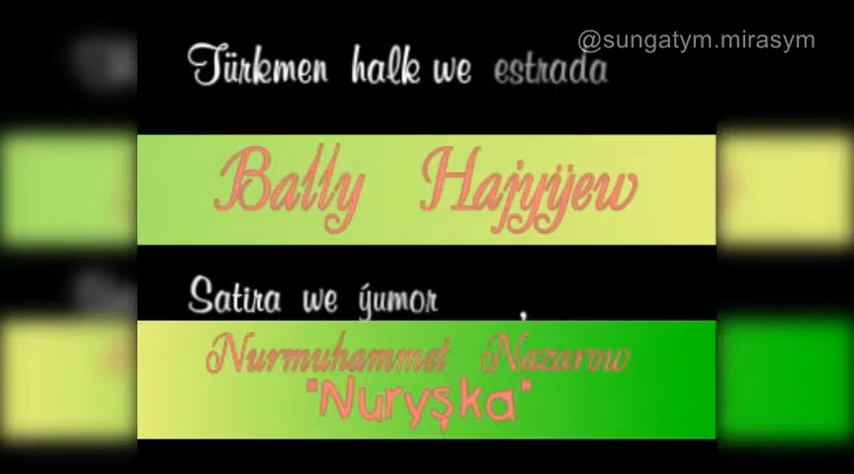 @sungatym.mirasym
Türkmen halk we estrada
Bally Hajyýew
Satira we ýumor ,
Nurmuhammet Nazarow
"Nuryşka"